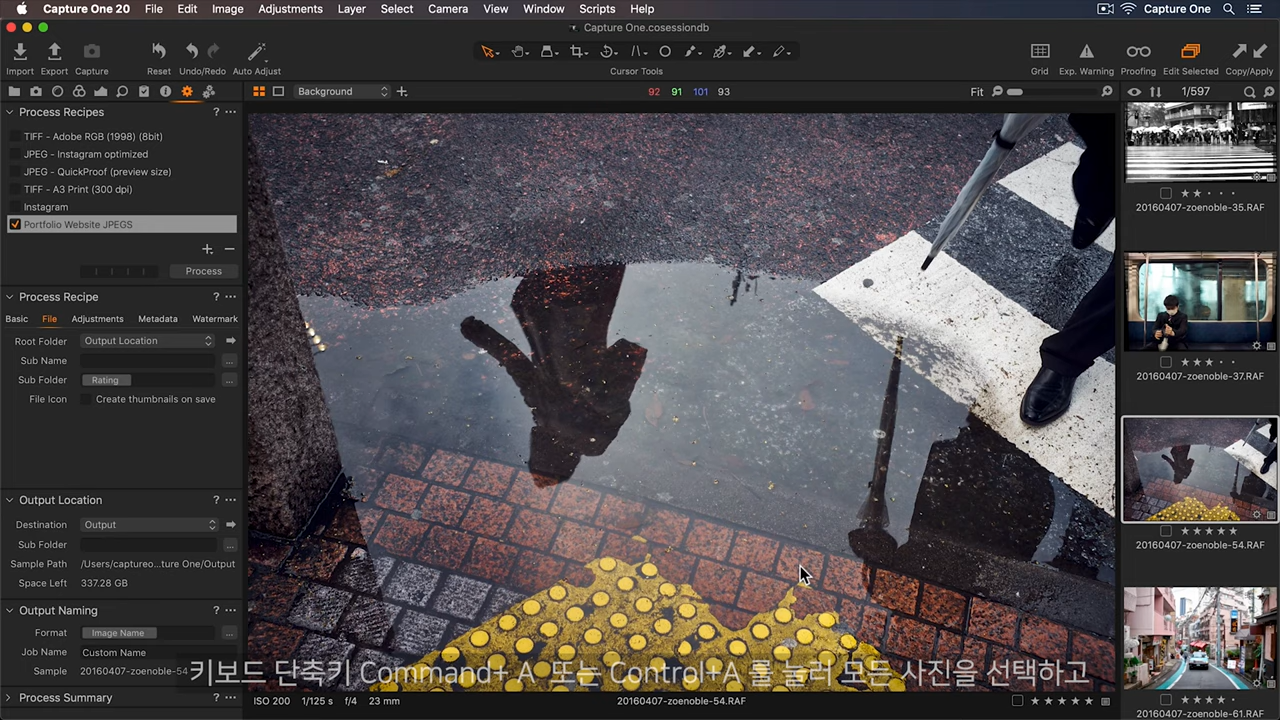 Capture One 20 File Edit Image Adjustments Layer Select Camera View Window Scripts Help Capture One
Capture One.cosessiondb
Import Export Capture Reset Undo/Redo Auto Adjust Cursor Tools Grid Exp. Warning Proofing Edit Selected Copy/Apply
Background 92 91 101 93 Fit 1/597
Process Recipes ? ...
TIFF - Adobe RGB (1998) (8bit)
JPEG - Instagram optimized
JPEG - QuickProof (preview size)
TIFF - A3 Print (300 dpi)
Instagram
Portfolio Website JPEGS
Process
Process Recipe ? ...
Basic File Adjustments Metadata Watermark
Root Folder Output Location
Sub Name ...
Sub Folder Rating ...
File Icon Create thumbnails on save
Output Location ? ...
Destination Output
Sub Folder ...
Sample Path /Users/captureo...ture One/Output
Space Left 337.28 GB
Output Naming ? ...
Format Image Name ...
Job Name Custom Name
Sample 20160407-zoenoble-54
Process Summary ? ...
20160407-zoenoble-35.RAF
20160407-zoenoble-37.RAF
20160407-zoenoble-54.RAF
20160407-zoenoble-61.RAF
키보드 단축키 Command+ A 또는 Control+A 를 눌러 모든 사진을 선택하고
ISO 200 1/125 s f/4 23 mm 20160407-zoenoble-54.RAF